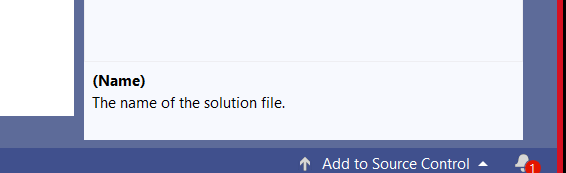 (Name)
The name of the solution file.
Add to Source Control
1